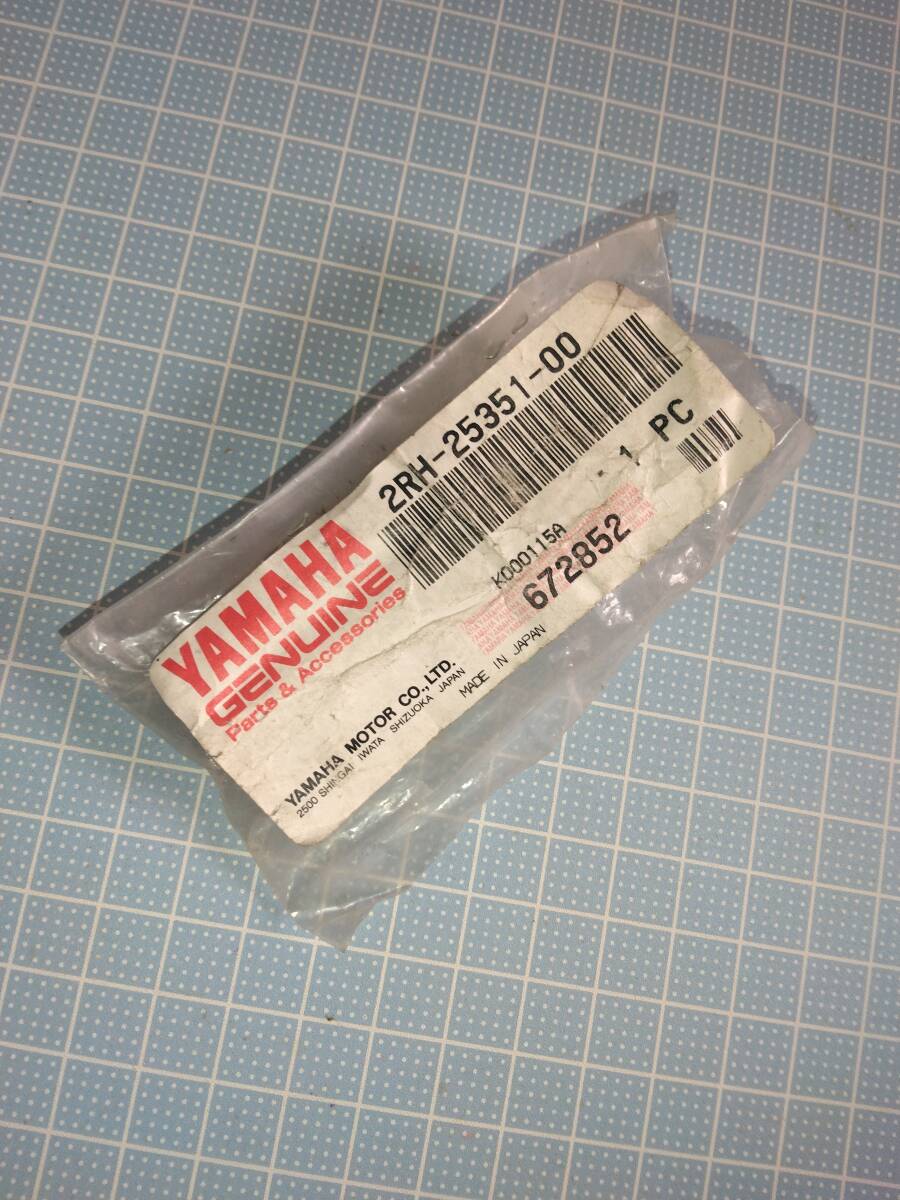 2RH-25351-00
- 1 PC
YAMAHA
GENUINE
Parts & Accessories
K000115A
672852
YAMAHA MOTOR CO.,LTD.
2500 SHINGAI IWATA SHIZUOKA JAPAN
MADE IN JAPAN